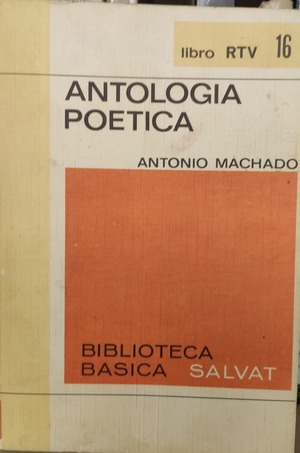 libro RTV 16
ANTOLOGIA
POETICA
ANTONIO MACHADO
BIBLIOTECA
BASICA SALVAT